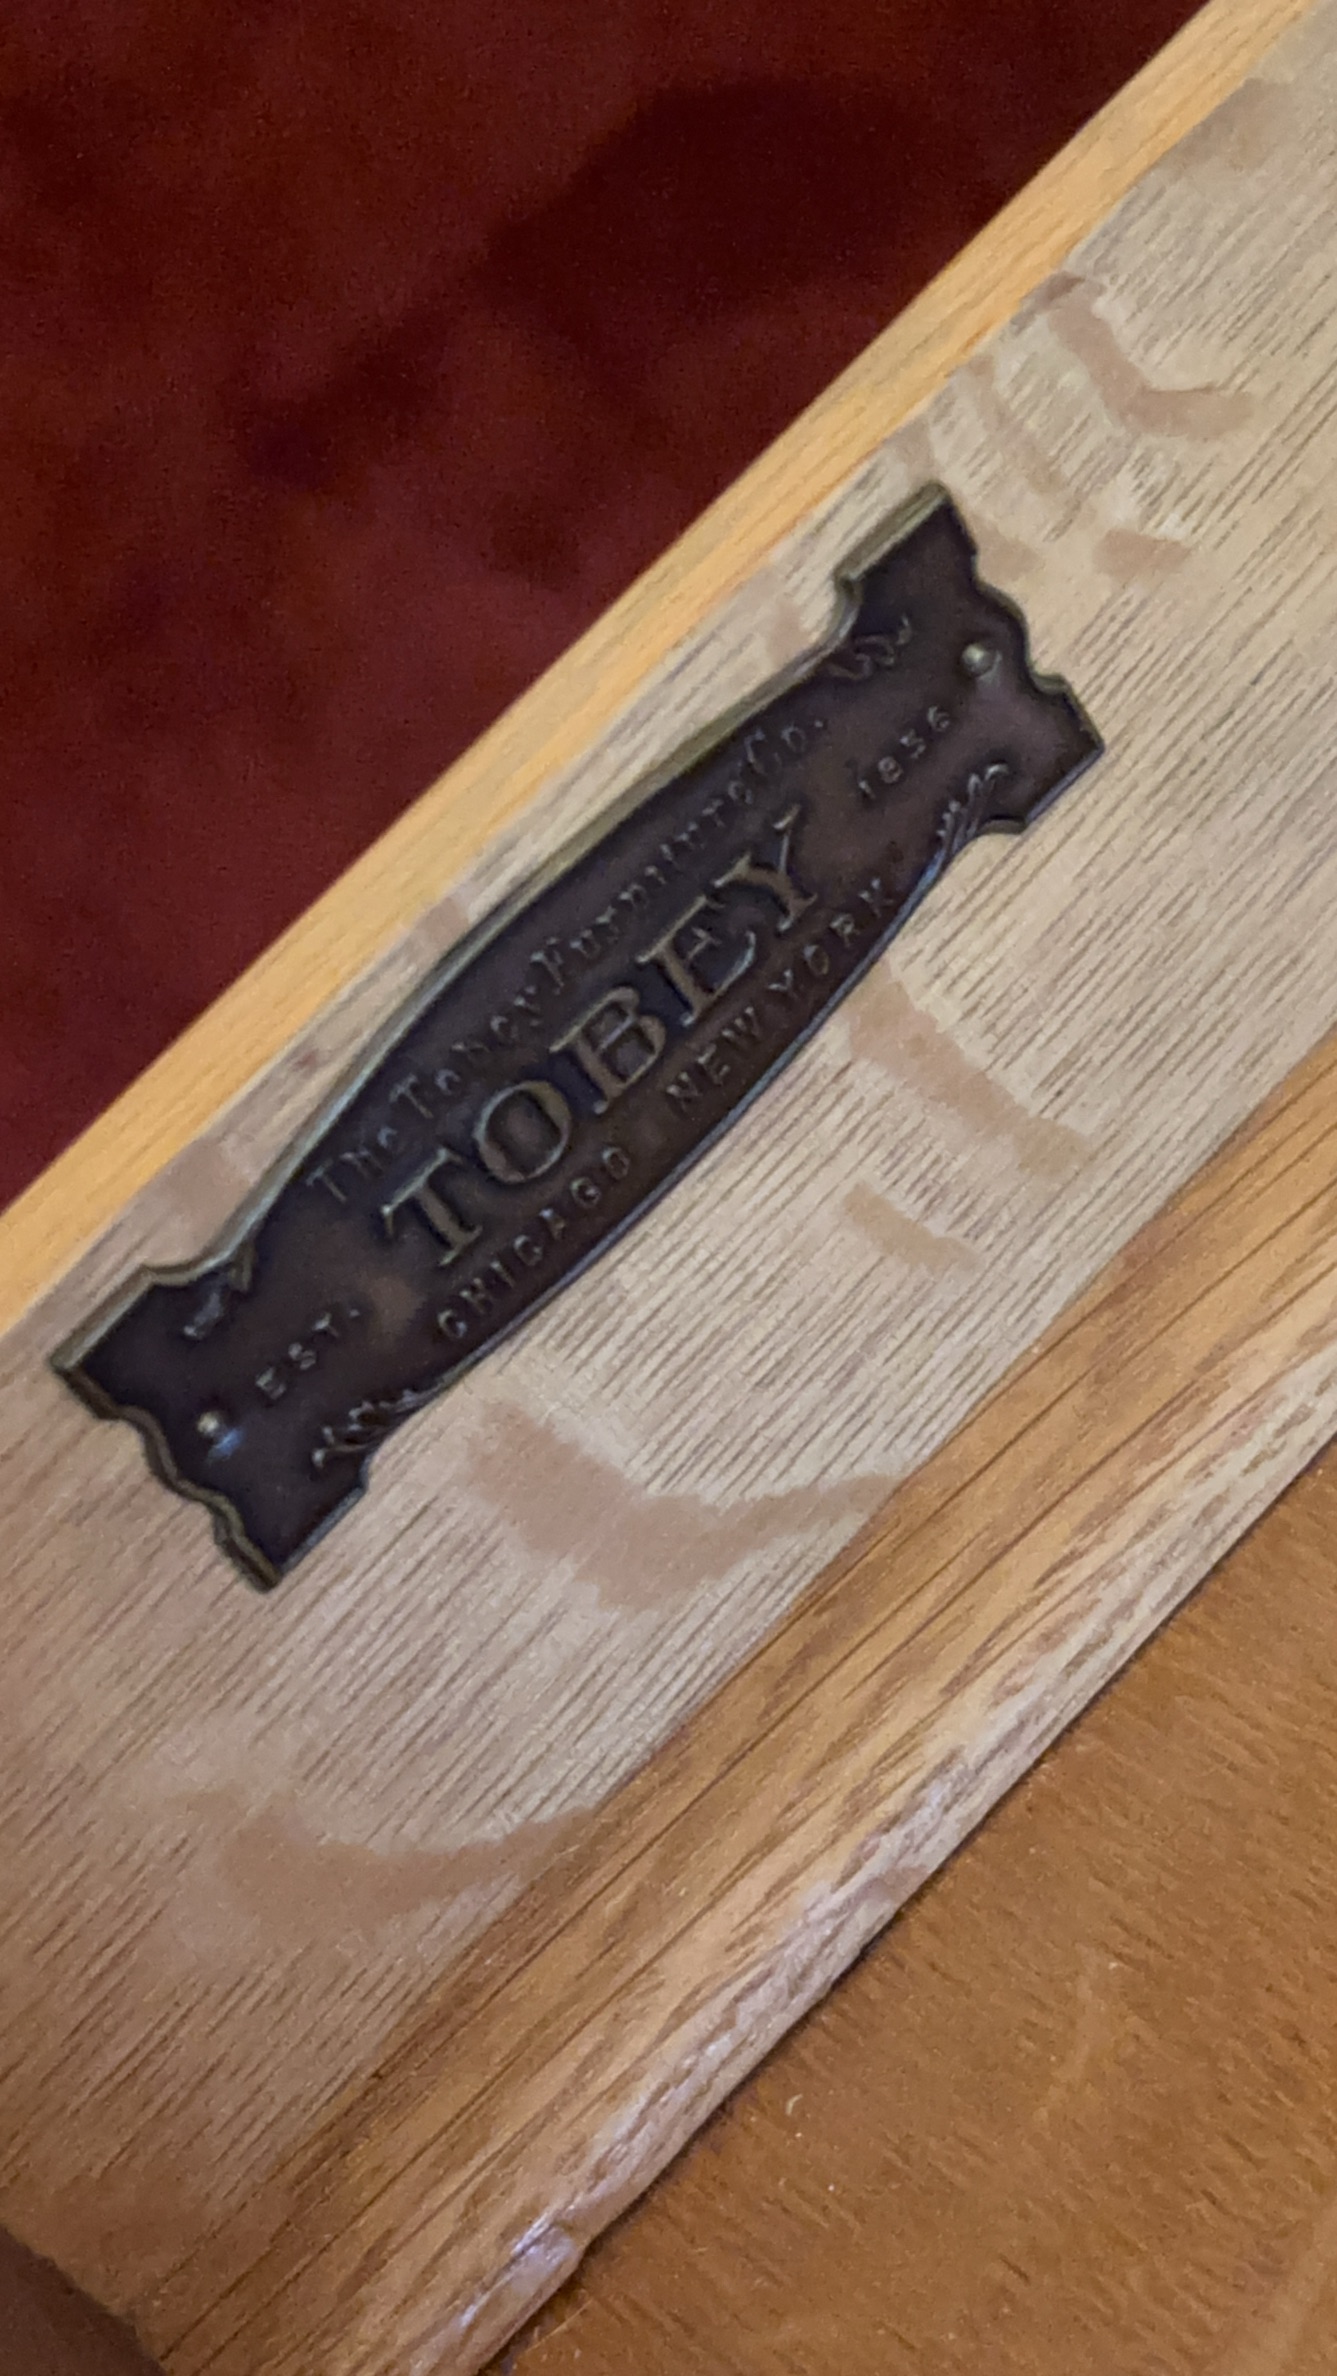 The Tobey Furniture Co.
EST. TOBEY 1856
CHICAGO NEW YORK